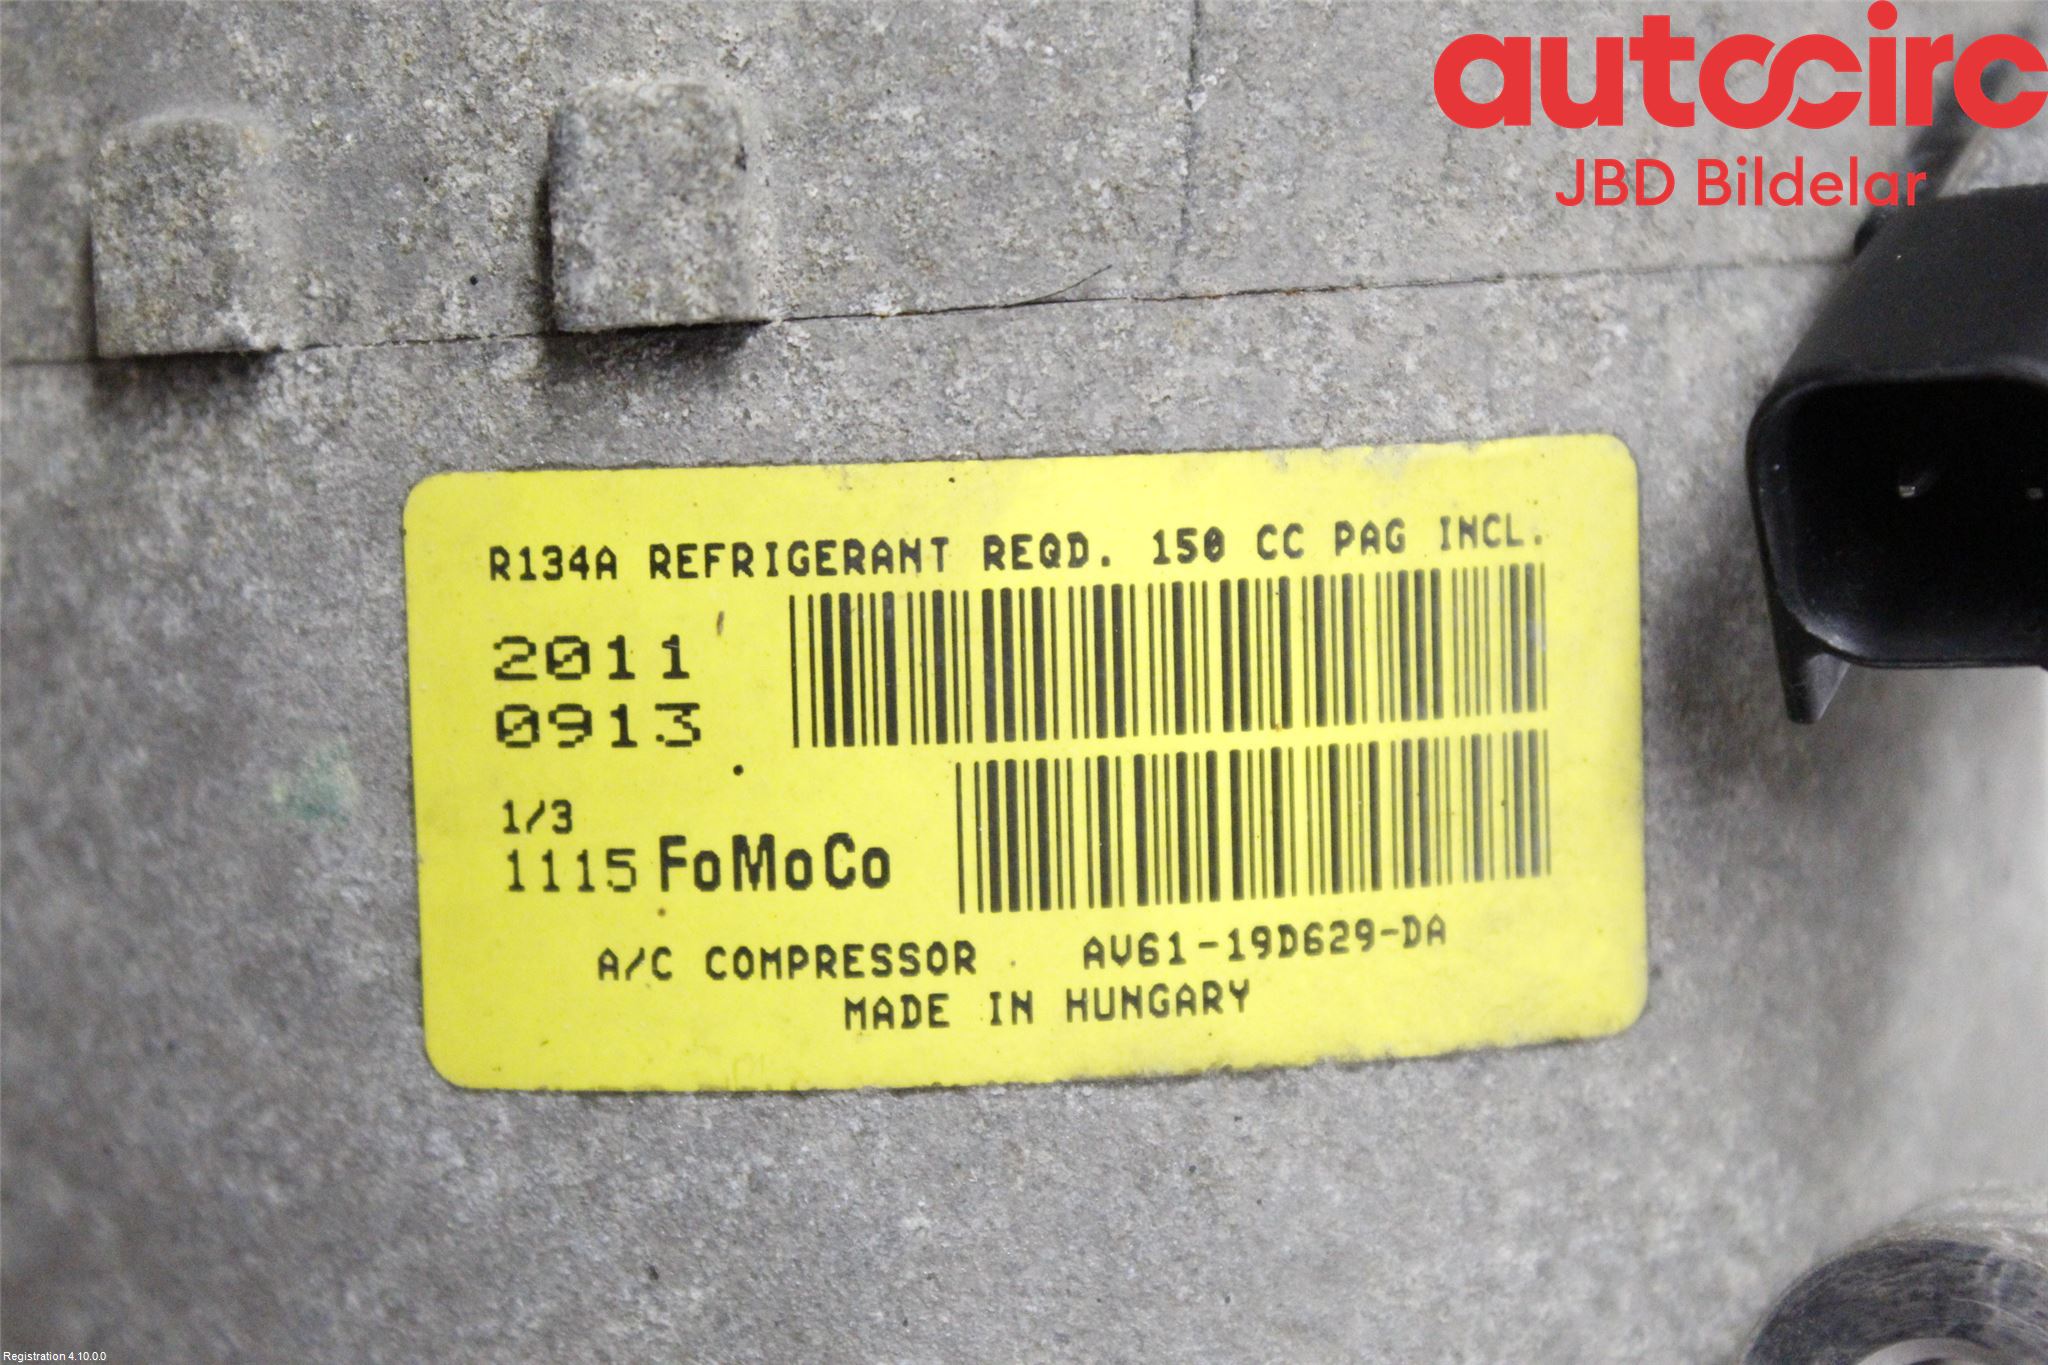 autocirc
JBD Bildelar
R134A REFRIGERANT REQD. 150 CC PAG INCL.
2011
0913
1/3
1115 FoMoCo
A/C COMPRESSOR AV61-19D629-DA
MADE IN HUNGARY
Registration 4.10.0.0